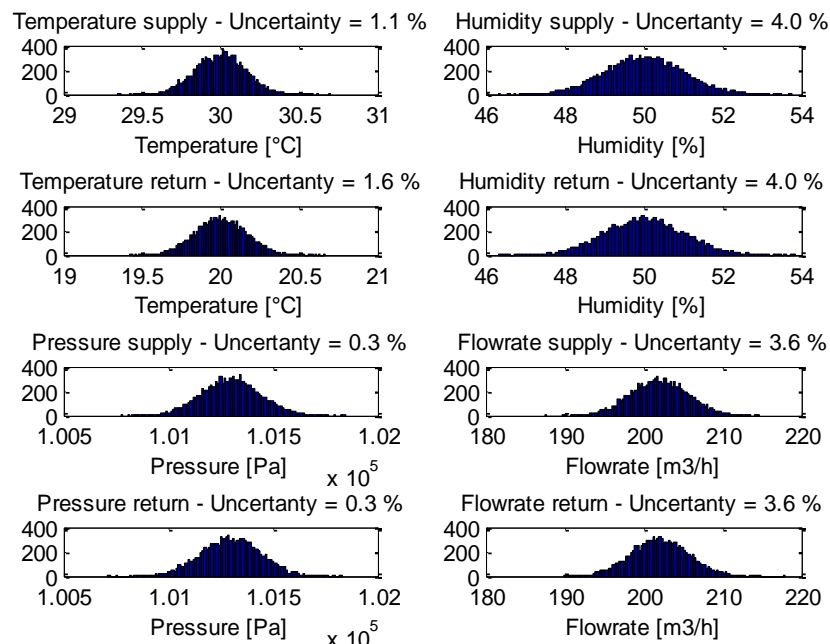 Temperature supply - Uncertainty = 1.1 %
400
200
0
29 29.5 30 30.5 31
Temperature [°C]
Humidity supply - Uncertainty = 4.0 %
400
200
0
46 48 50 52 54
Humidity [%]
Temperature return - Uncertanty = 1.6 %
400
200
0
19 19.5 20 20.5 21
Temperature [°C]
Humidity return - Uncertanty = 4.0 %
400
200
0
46 48 50 52 54
Humidity [%]
Pressure supply - Uncertanty = 0.3 %
400
200
0
1.005 1.01 1.015 1.02
Pressure [Pa]
x 10⁵
Flowrate supply - Uncertanty = 3.6 %
400
200
0
180 190 200 210 220
Flowrate [m3/h]
Pressure return - Uncertanty = 0.3 %
400
200
0
1.005 1.01 1.015 1.02
Pressure [Pa]
x 10⁵
Flowrate return - Uncertanty = 3.6 %
400
200
0
180 190 200 210 220
Flowrate [m3/h]